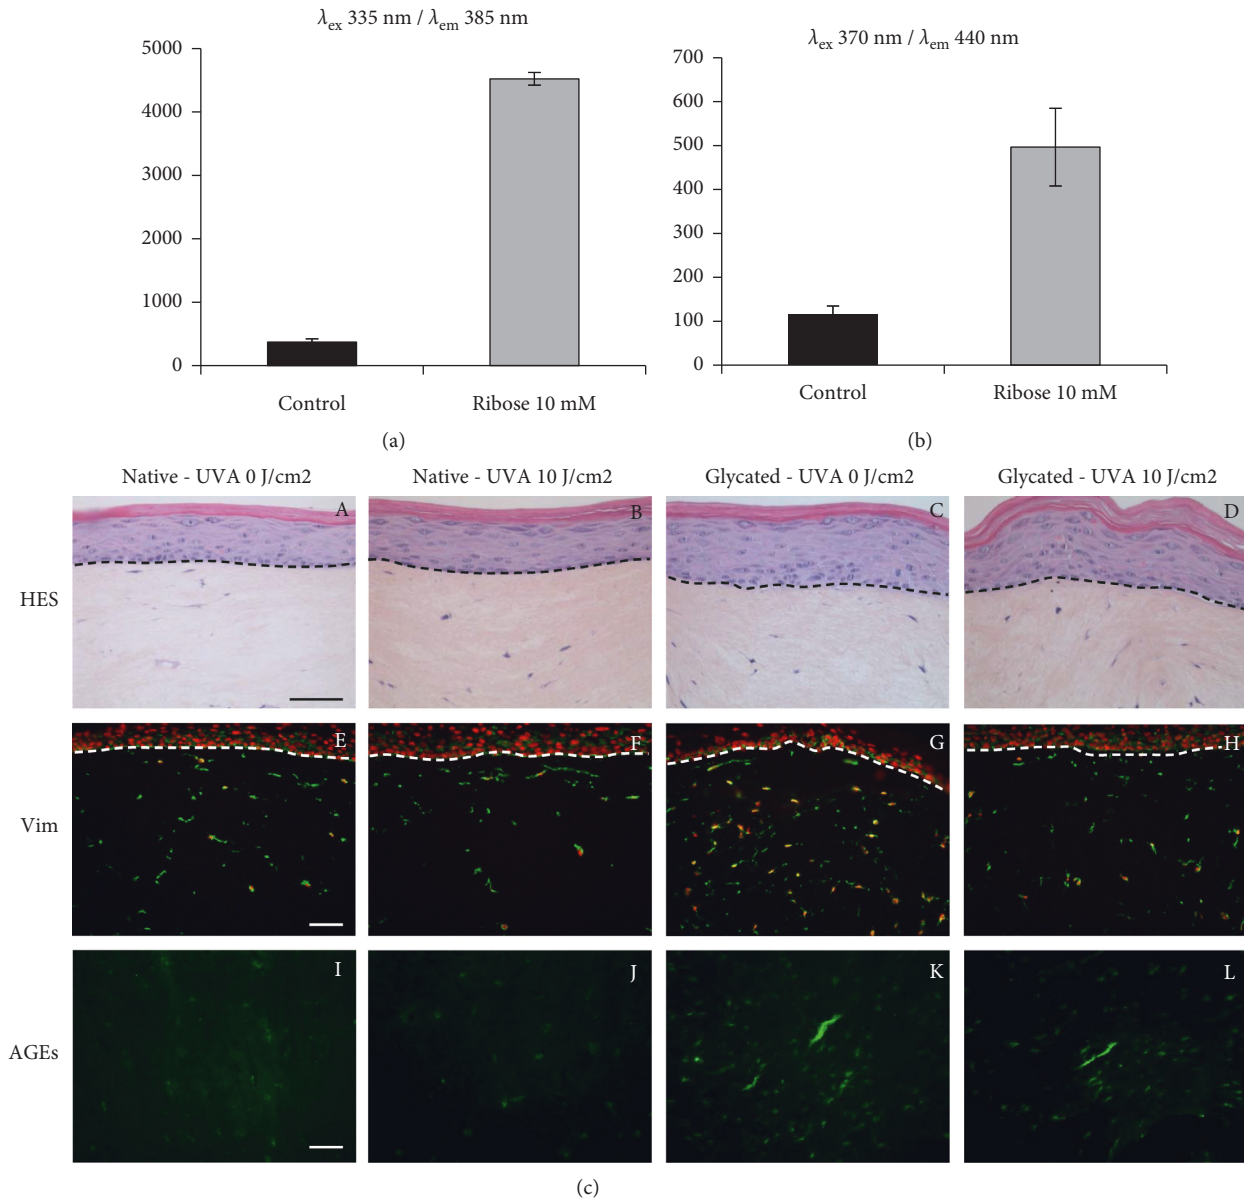 λex 335 nm / λem 385 nm
5000
4000
3000
2000
1000
0
Control Ribose 10 mM
(a)
λex 370 nm / λem 440 nm
700
600
500
400
300
200
100
0
Control Ribose 10 mM
(b)
Native - UVA 0 J/cm2 Native - UVA 10 J/cm2 Glycated - UVA 0 J/cm2 Glycated - UVA 10 J/cm2
HES A B C D
Vim E F G H
AGEs I J K L
(c)